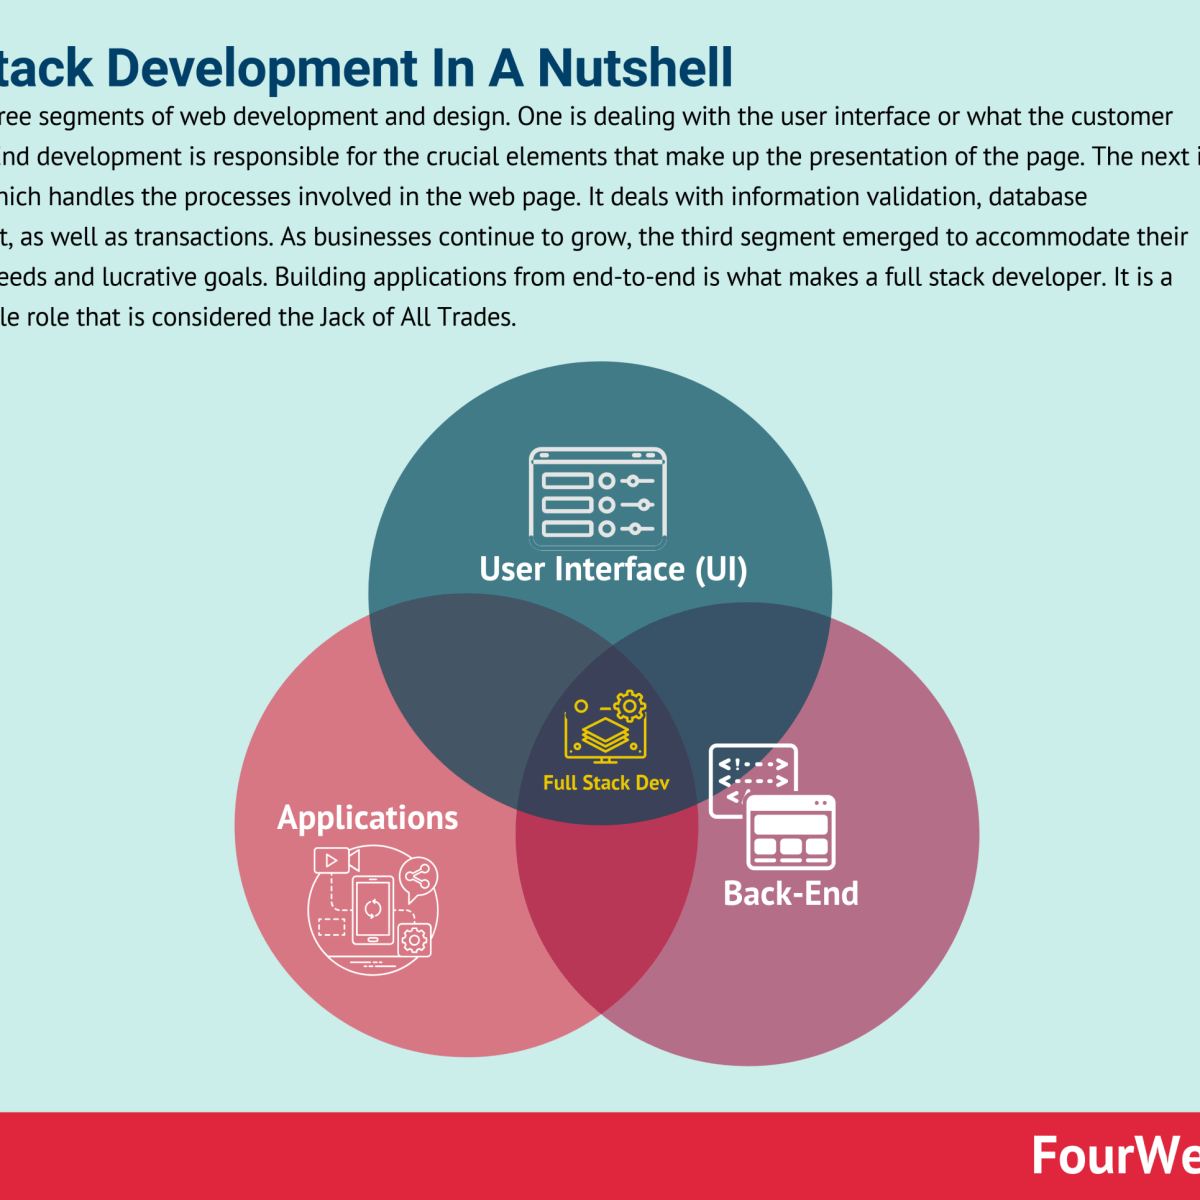 tack Development In A Nutshell
ree segments of web development and design. One is dealing with the user interface or what the customer
nd development is responsible for the crucial elements that make up the presentation of the page. The next i
hich handles the processes involved in the web page. It deals with information validation, database
t, as well as transactions. As businesses continue to grow, the third segment emerged to accommodate their
eeds and lucrative goals. Building applications from end-to-end is what makes a full stack developer. It is a
le role that is considered the Jack of All Trades.
User Interface (UI)
Full Stack Dev
Applications
Back-End
FourWe